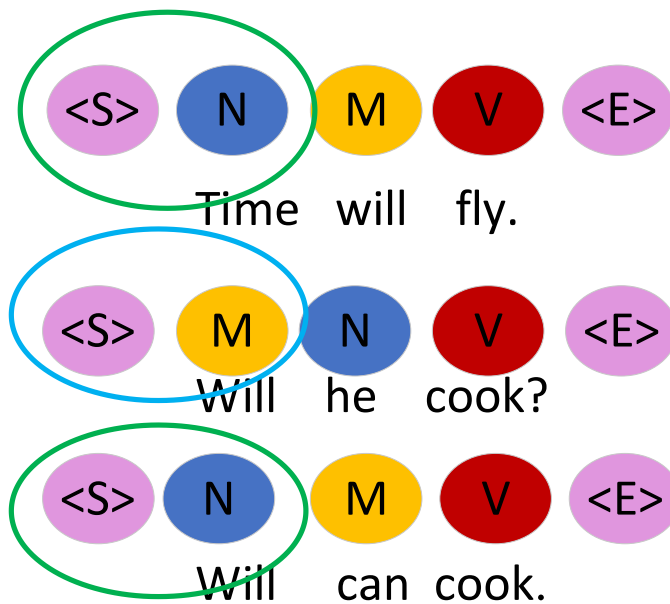 <S> N M V <E>
Time will fly.
<S> M N V <E>
Will he cook?
<S> N M V <E>
Will can cook.